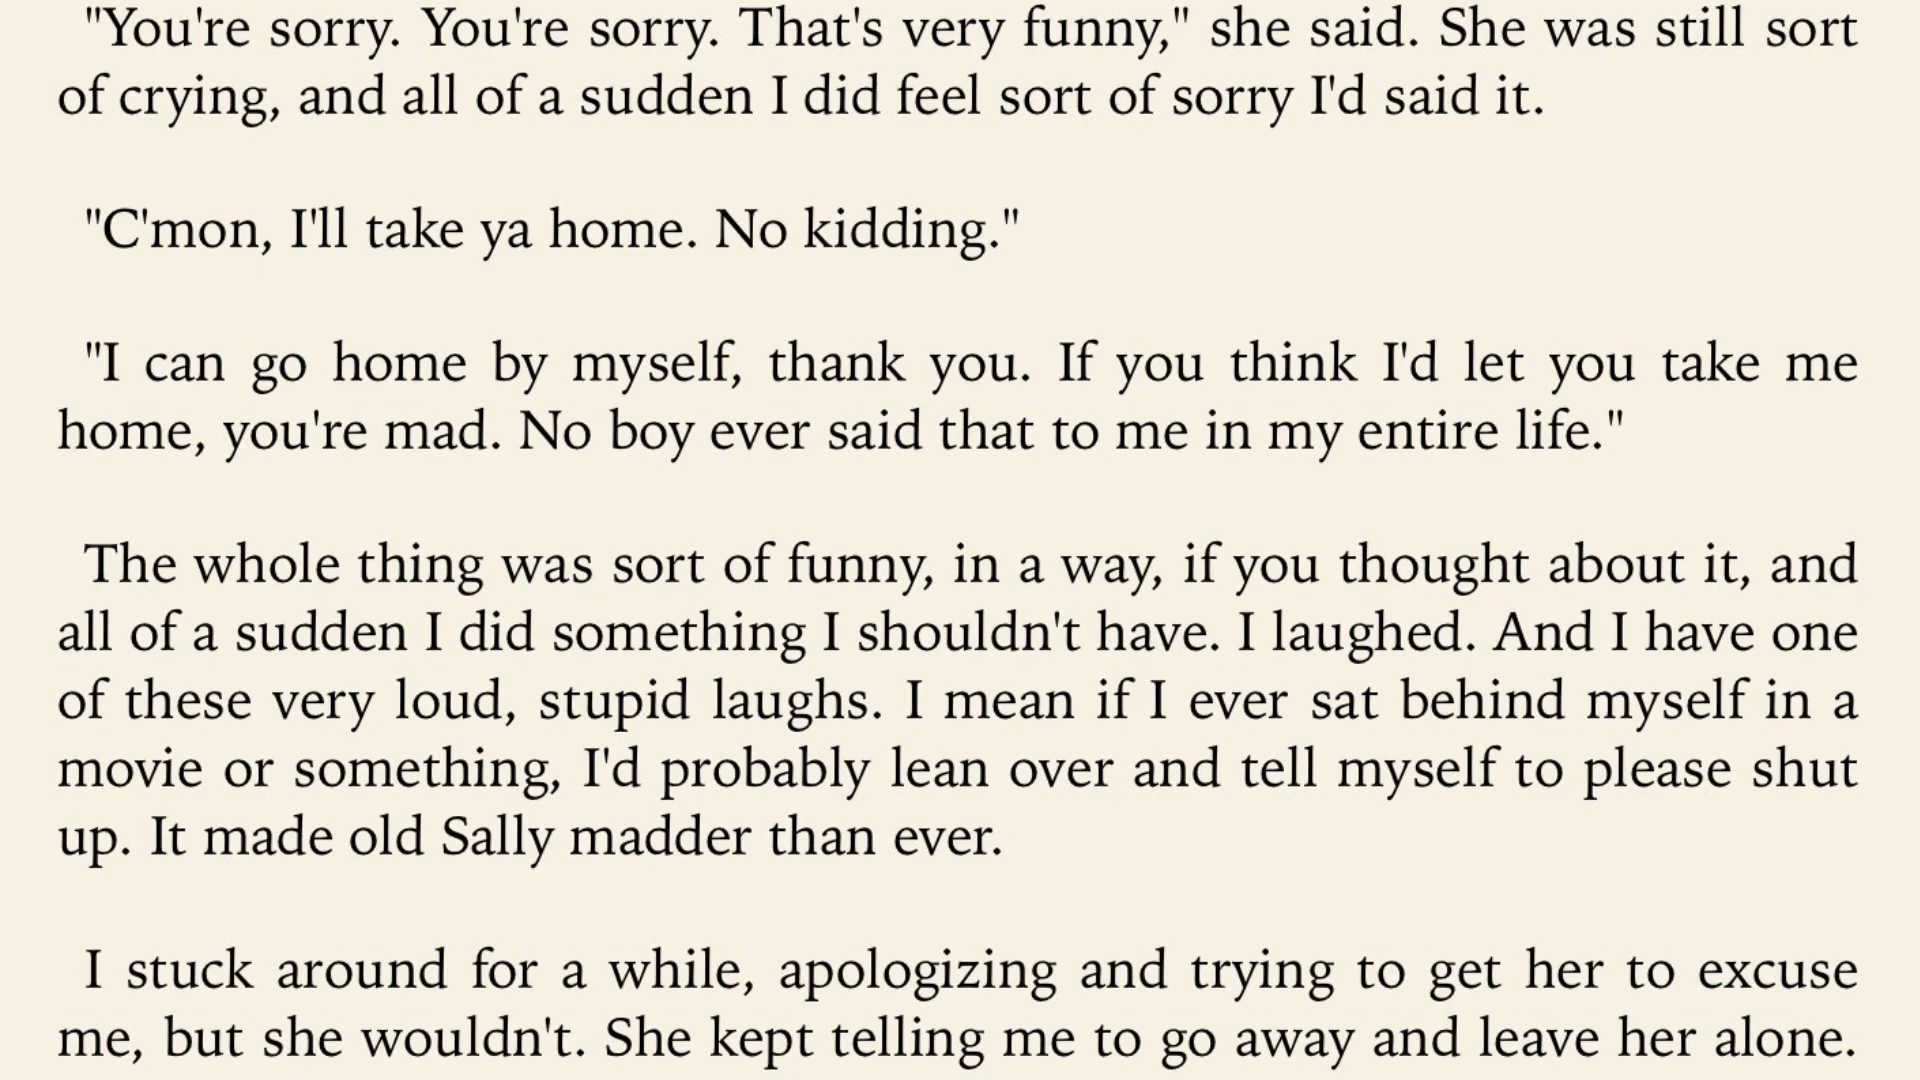 "You're sorry. You're sorry. That's very funny," she said. She was still sort
of crying, and all of a sudden I did feel sort of sorry I'd said it.
"C'mon, I'll take ya home. No kidding."
"I can go home by myself, thank you. If you think I'd let you take me
home, you're mad. No boy ever said that to me in my entire life."
The whole thing was sort of funny, in a way, if you thought about it, and
all of a sudden I did something I shouldn't have. I laughed. And I have one
of these very loud, stupid laughs. I mean if I ever sat behind myself in a
movie or something, I'd probably lean over and tell myself to please shut
up. It made old Sally madder than ever.
I stuck around for a while, apologizing and trying to get her to excuse
me, but she wouldn't. She kept telling me to go away and leave her alone.